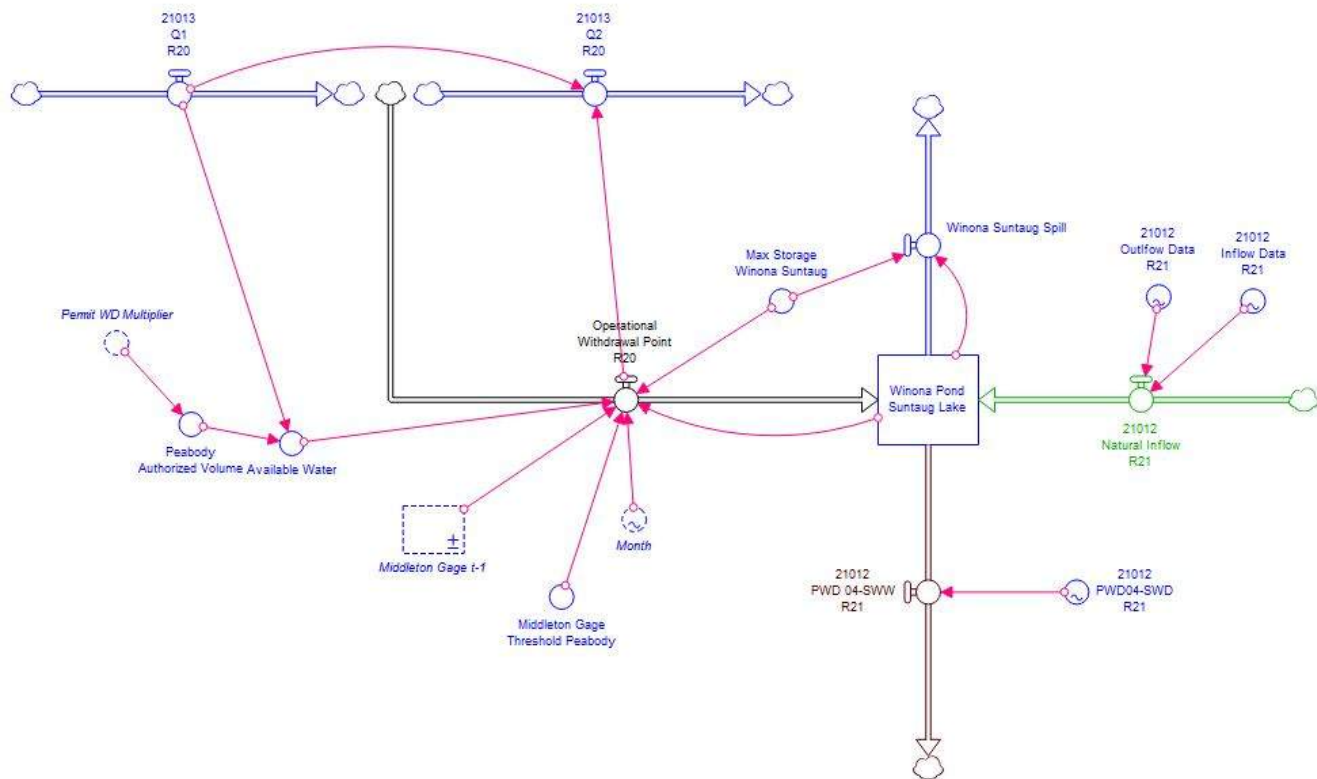 21013
Q1
R20
21013
Q2
R20
Winona Suntaug Spill
21012
Outlfow Data
R21
21012
Inflow Data
R21
Max Storage
Winona Suntaug
Permit WD Multiplier
Operational
Withdrawal Point
R20
Winona Pond
Suntaug Lake
21012
Natural Inflow
R21
Peabody
Authorized Volume
Available Water
±
Middleton Gage t-1
Month
Middleton Gage
Threshold Peabody
21012
PWD 04-SWW
R21
21012
PWD04-SWD
R21